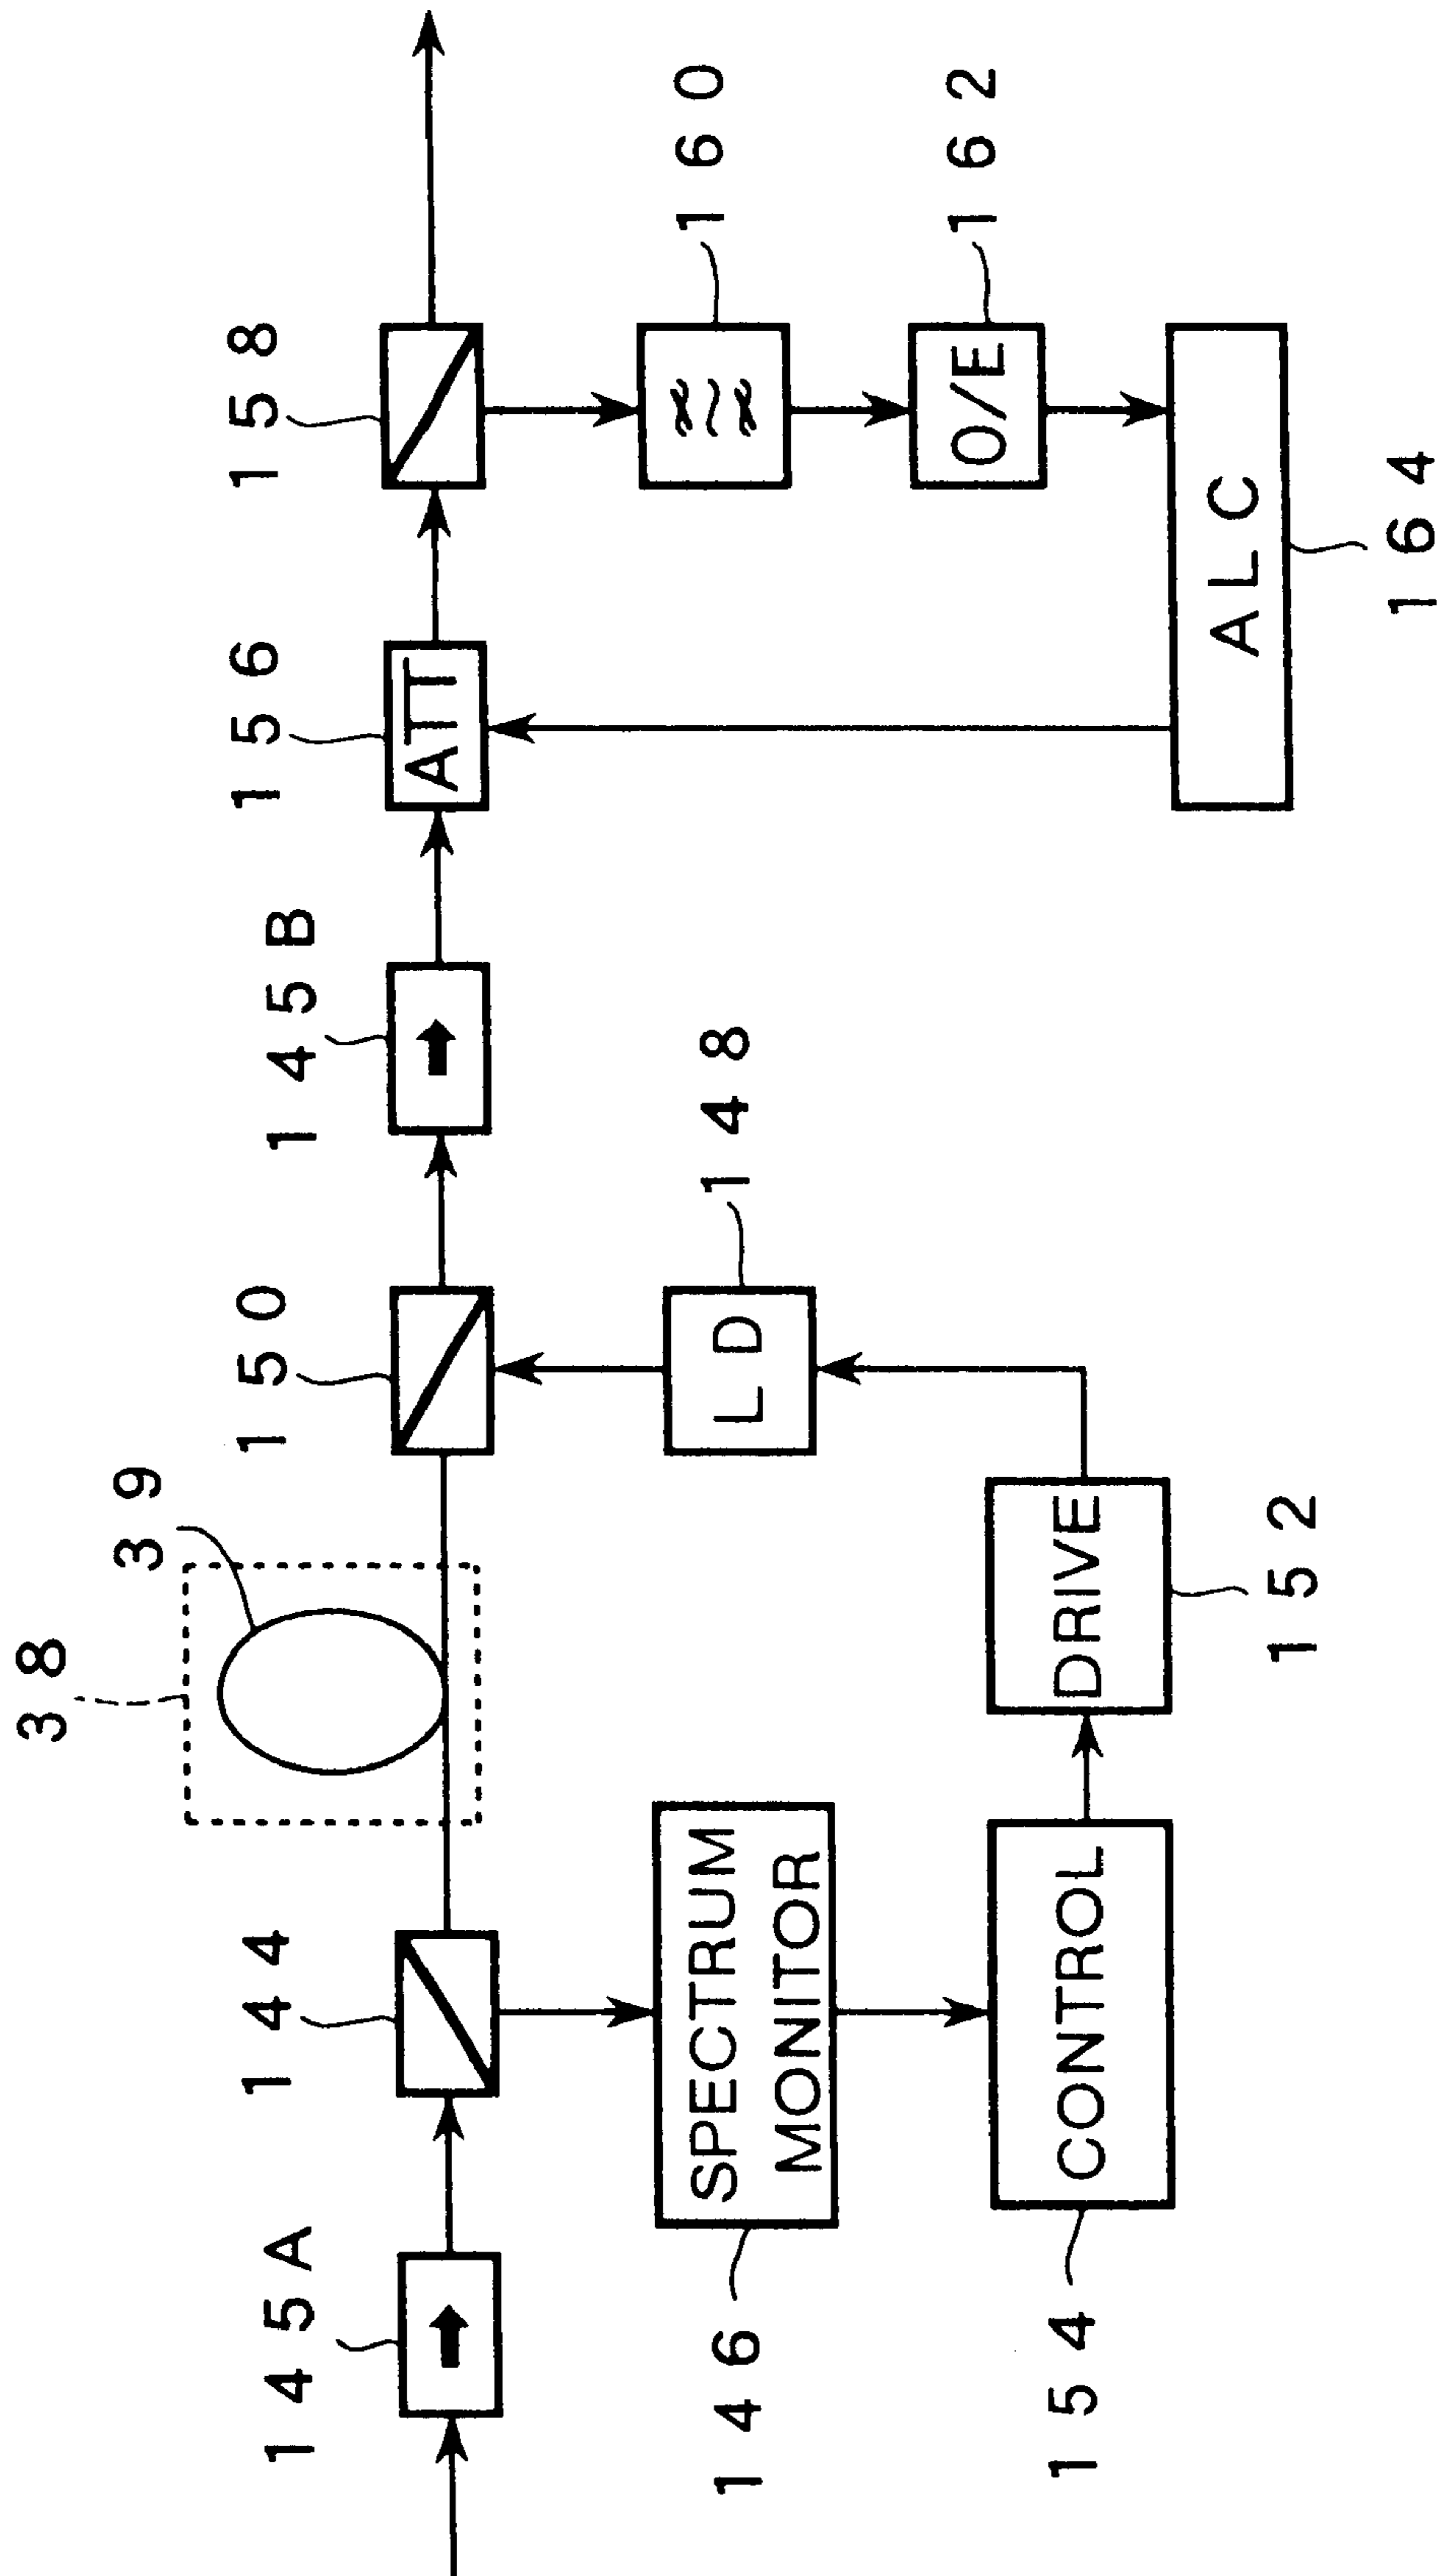 38
39
145A
144
150
145B
156
158
ATT
SPECTRUM
MONITOR
LD
148
160
146
CONTROL
DRIVE
O/E
162
154
152
ALC
164